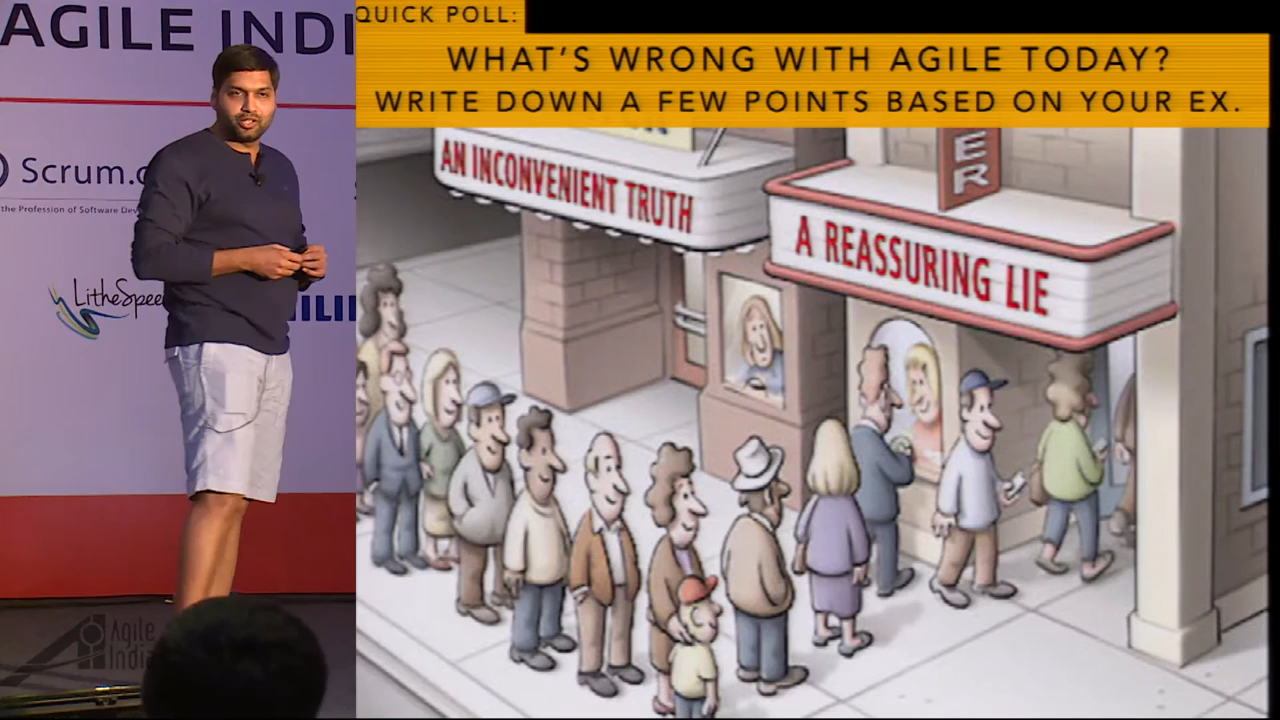 AGILE INDI
Scrum.o
the Profession of Software Dev
LitheSpee
Agile
India
QUICK POLL:
WHAT'S WRONG WITH AGILE TODAY?
WRITE DOWN A FEW POINTS BASED ON YOUR EX.
AN INCONVENIENT TRUTH
ER
A REASSURING LIE